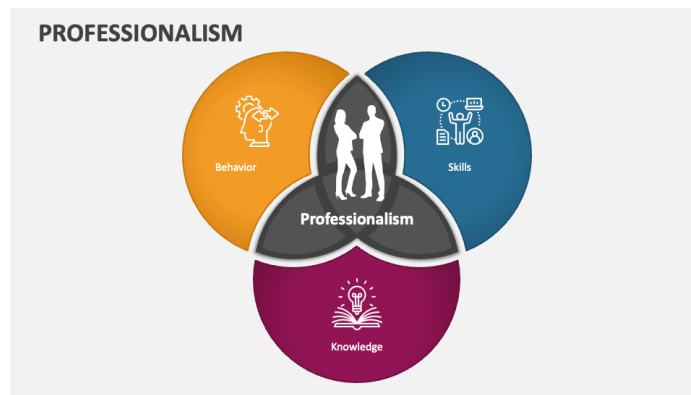 PROFESSIONALISM
Behavior
Skills
Professionalism
Knowledge